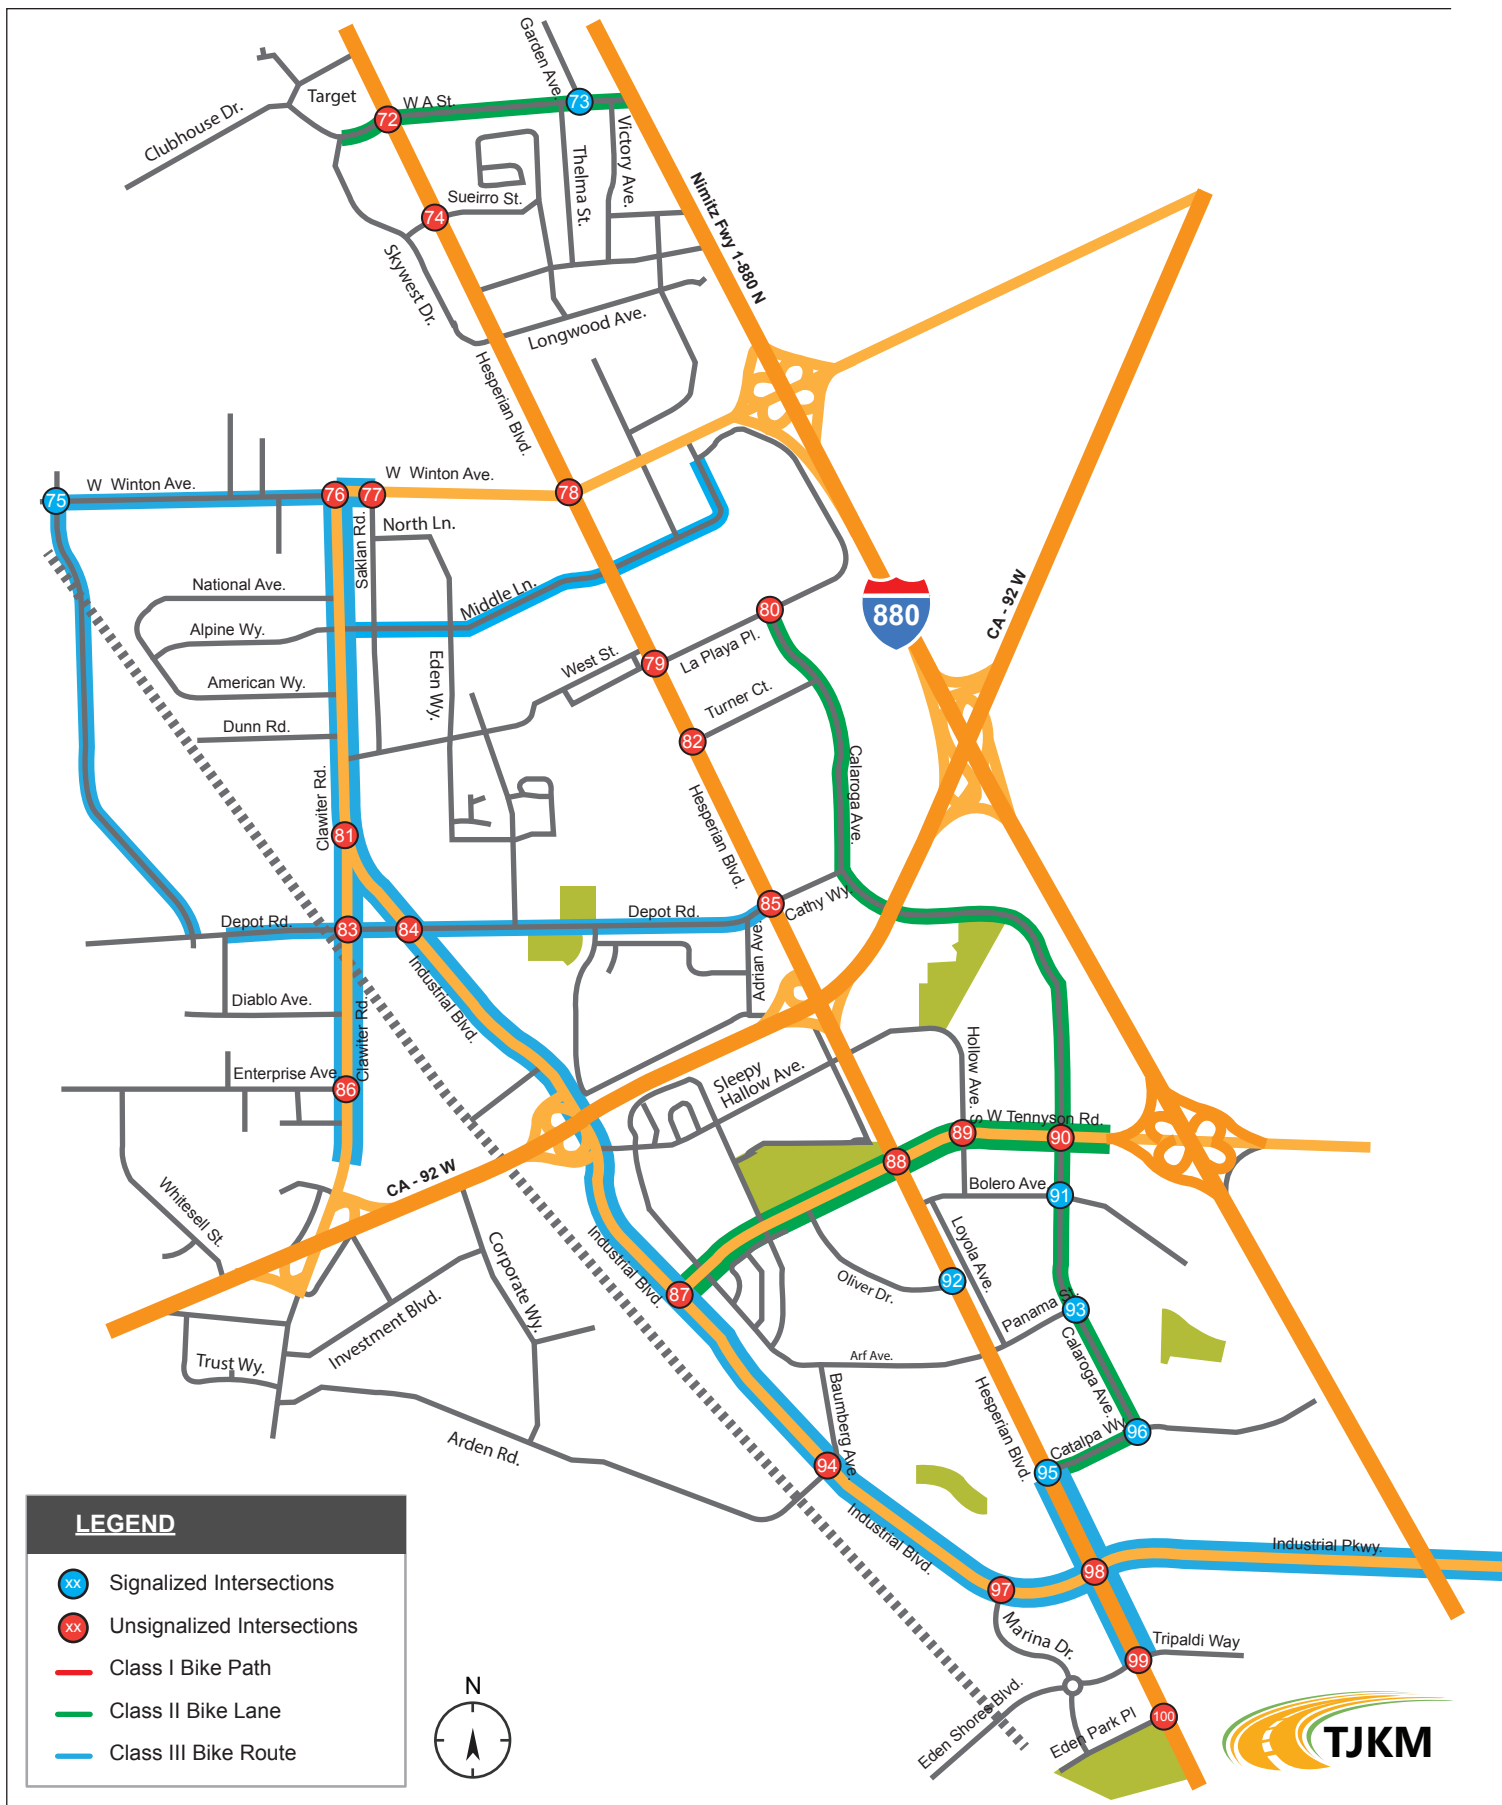 Garden Ave.
Target
W A St.
73
72
Clubhouse Dr.
Victory Ave.
Thelma St.
Sueirro St.
74
Nimitz Fwy 1-880 N
Skywest Dr.
Longwood Ave.
Hesperian Blvd.
W Winton Ave.
W Winton Ave.
75
76
77
78
North Ln.
Saklan Rd.
National Ave.
Middle Ln.
80
880
CA - 92 W
Alpine Wy.
La Playa Pl.
West St.
79
Eden Wy.
American Wy.
Turner Ct.
Dunn Rd.
82
Calaroga Ave.
Clawiter Rd.
81
Hesperian Blvd.
Depot Rd.
85
Cathy Wy.
Depot Rd.
83
84
Adrian Ave.
Industrial Blvd.
Diablo Ave.
Clawiter Rd.
Enterprise Ave.
86
Sleepy
Hallow Ave.
Hollow Ave. S
W Tennyson Rd.
89
90
88
CA - 92 W
Bolero Ave.
91
Whitesell St.
Loyola Ave.
Corporate Wy.
Industrial Blvd.
Oliver Dr.
92
87
Panama S
93
Investment Blvd.
Trust Wy.
Arf Ave.
Calaroga Ave.
Baumberg Ave.
Hesperian Blvd.
Catalpa Wy.
96
Arden Rd.
94
95
Industrial Blvd.
Industrial Pkwy.
98
97
Marina Dr.
Tripaldi Way
99
Eden Shores Blvd.
Eden Park Pl
100
LEGEND
xx Signalized Intersections
xx Unsignalized Intersections
Class I Bike Path
Class II Bike Lane
Class III Bike Route
N
TJKM